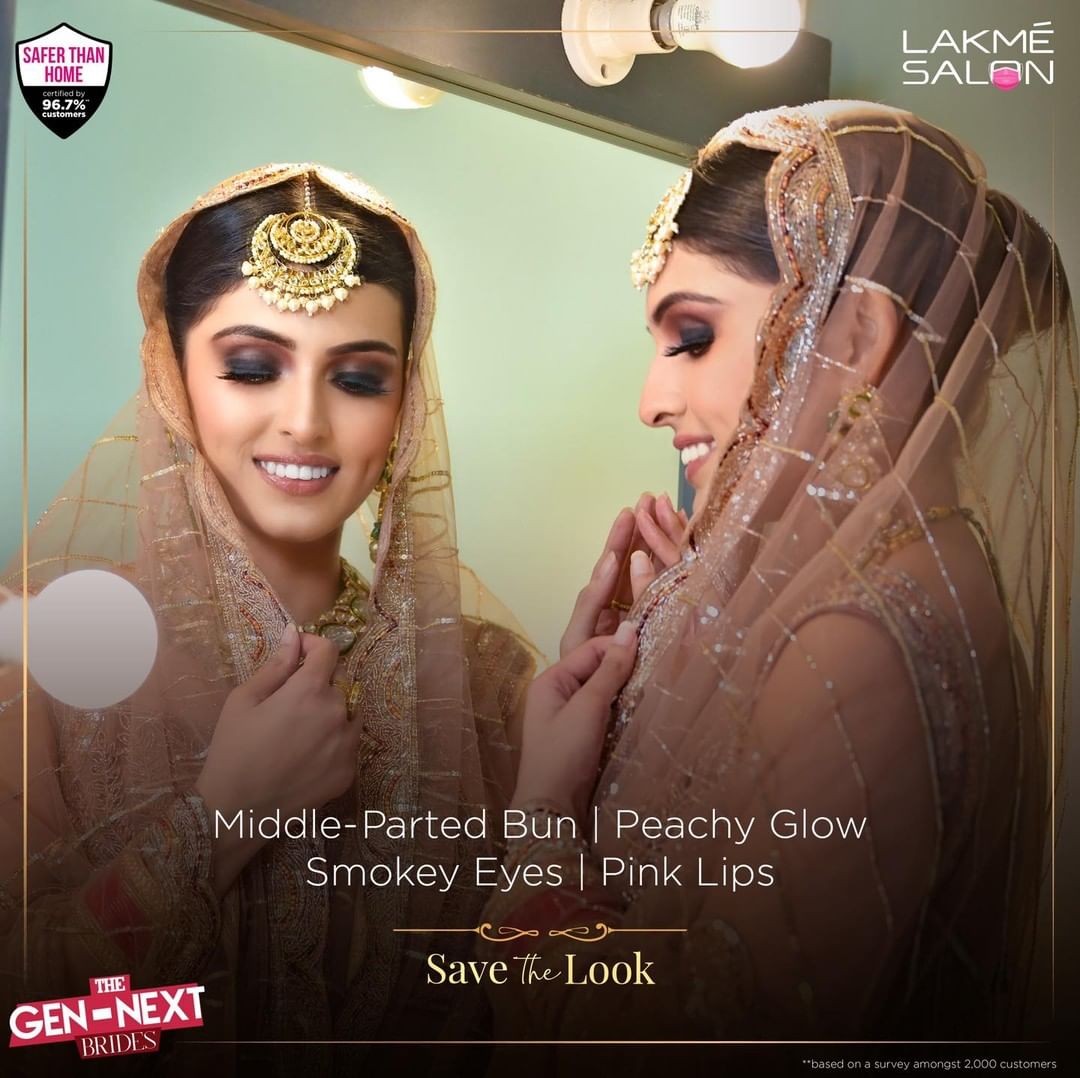 SAFER THAN
HOME
certified by
96.7%**
customers
LAKMÉ
SALON
Middle-Parted Bun | Peachy Glow
Smokey Eyes | Pink Lips
Save the Look
THE
GEN-NEXT
BRIDES
**based on a survey amongst 2,000 customers